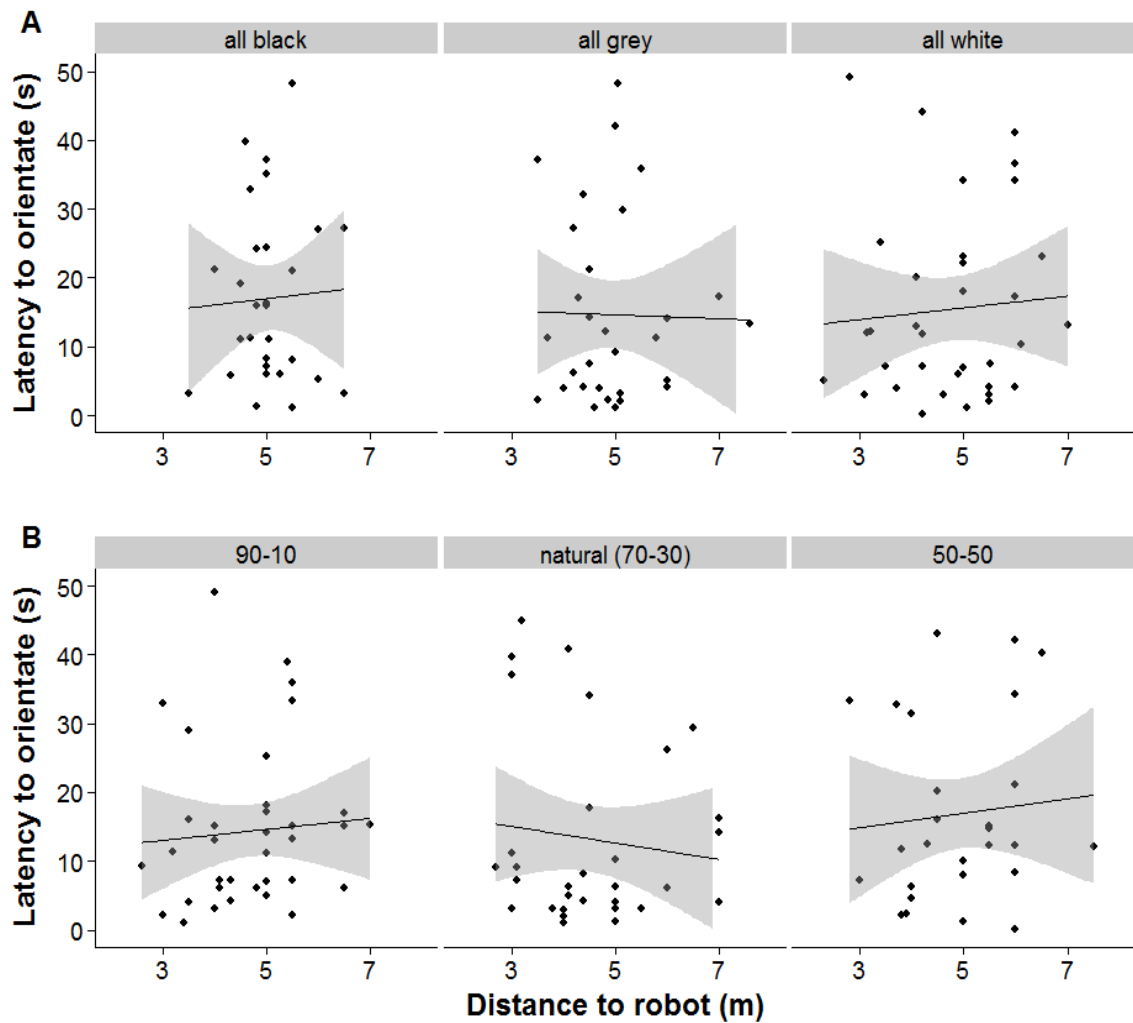 A
all black all grey all white
Latency to orientate (s)
50
40
30
20
10
0
3 5 7 3 5 7 3 5 7
B
90-10 natural (70-30) 50-50
Latency to orientate (s)
50
40
30
20
10
0
3 5 7 3 5 7 3 5 7
Distance to robot (m)